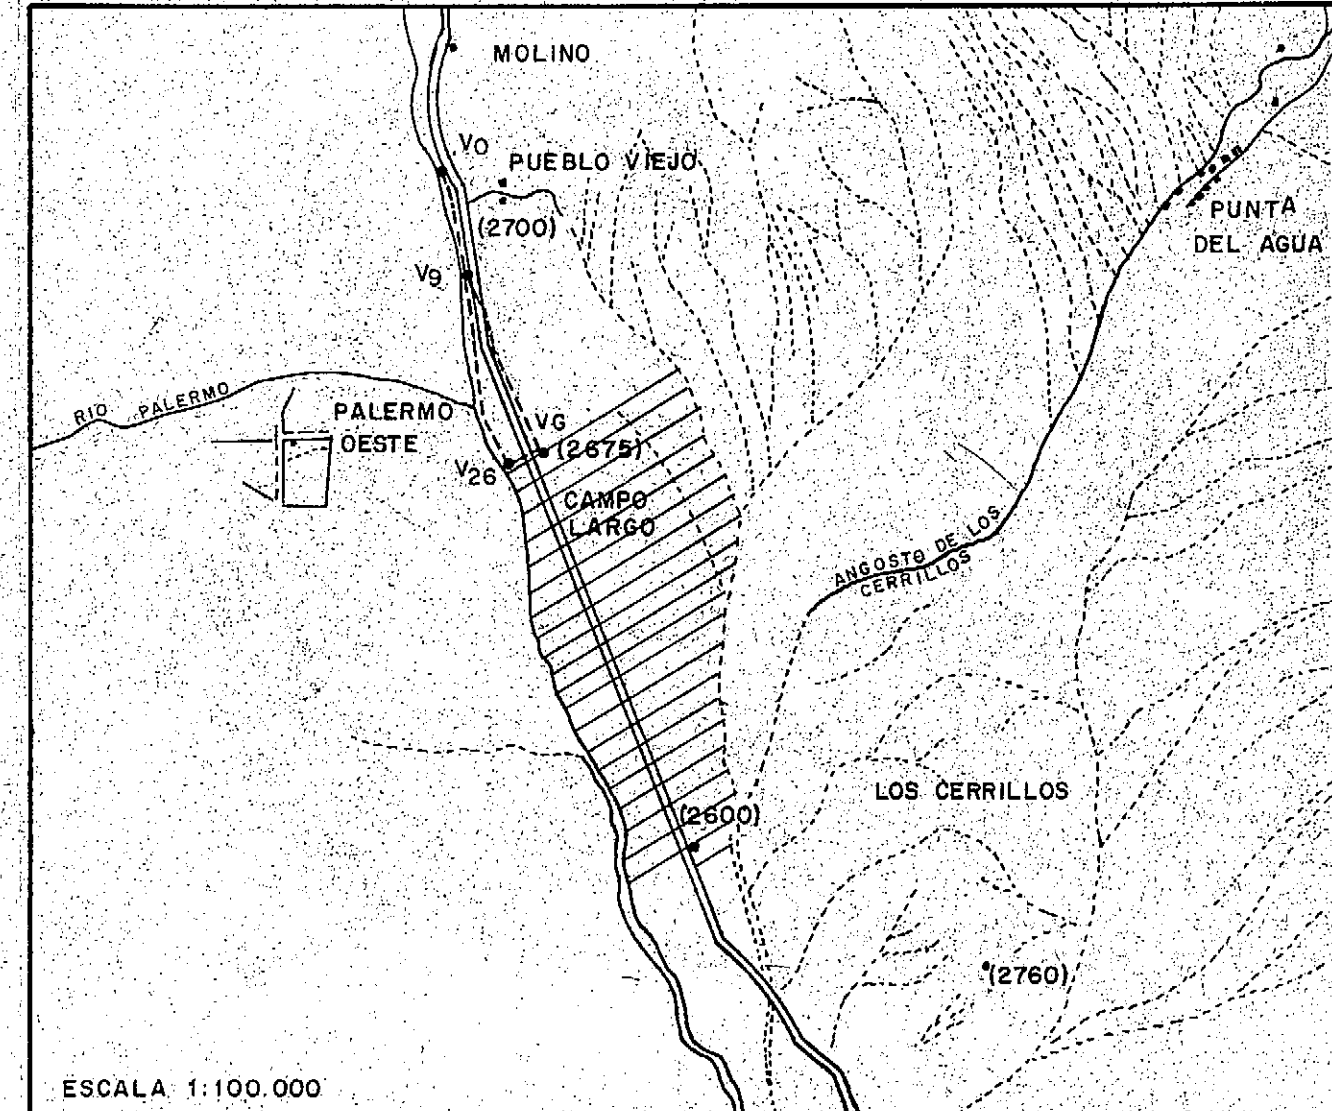 MOLINO
V0
PUEBLO VIEJO
(2700)
PUNTA
DEL AGUA
V9
RIO PALERMO
PALERMO
OESTE
VG
(2675)
V26
CAMPO
LARGO
ANGOSTO DE LOS
CERRILLOS
LOS CERRILLOS
(2600)
(2760)
ESCALA 1:100.000